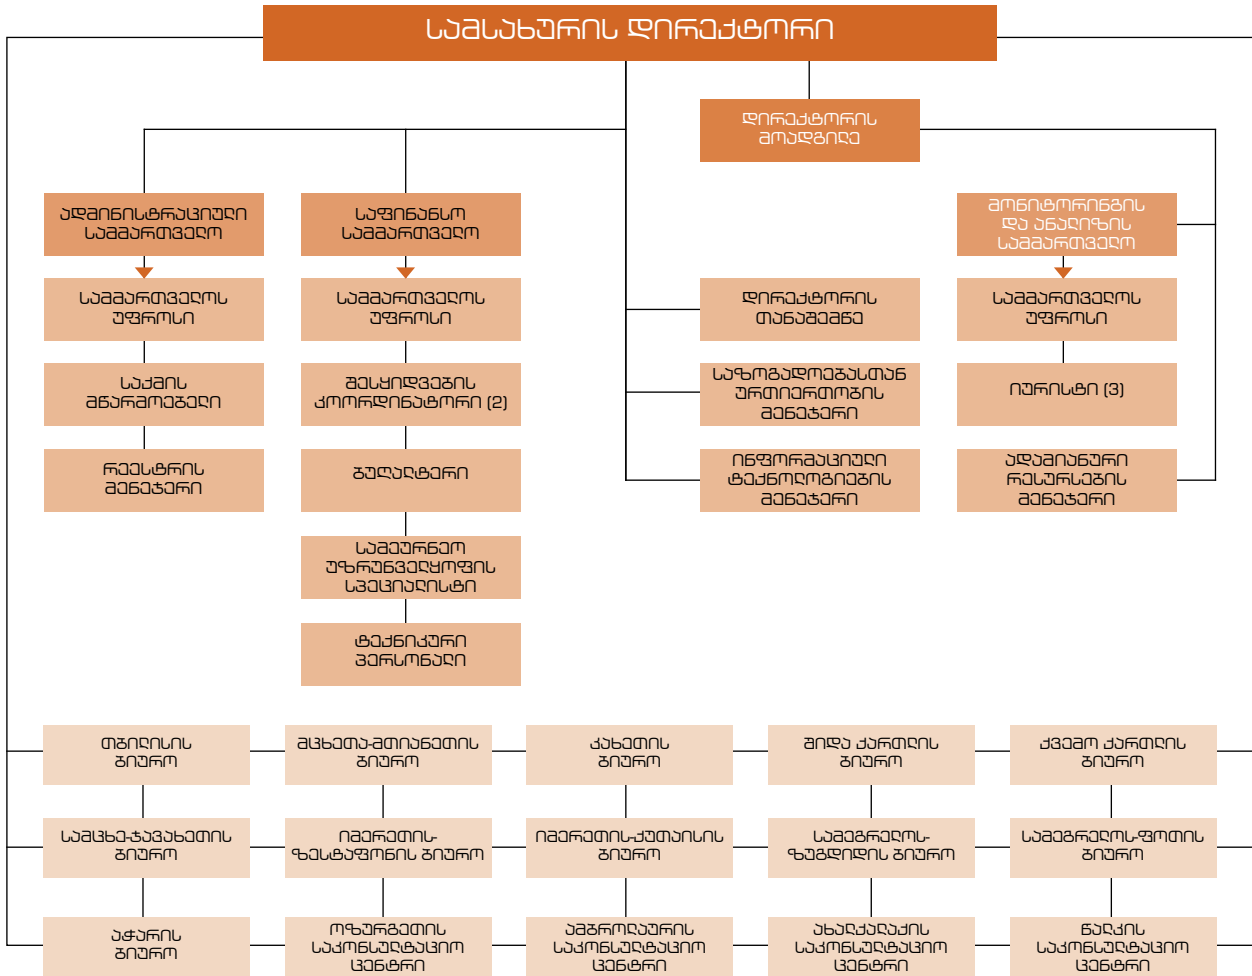 სამსახურის დირექტორი
დირექტორის
მოადგილე
ადმინისტრაციული
სამმართველო
საფინანსო
სამმართველო
მონიტორინგის
და ანალიზის
სამმართველო
სამმართველოს
უფროსი
სამმართველოს
უფროსი
დირექტორის
თანაშემწე
სამმართველოს
უფროსი
საქმის
მწარმოებელი
შესყიდვების
კოორდინატორი (2)
საზოგადოებასთან
ურთიერთობის
მენეჯერი
იურისტი (3)
რეესტრის
მენეჯერი
ბუღალტერი
ინფორმაციული
ტექნოლოგიების
მენეჯერი
ადამიანური
რესურსების
მენეჯერი
სამეურნეო
უზრუნველყოფის
სპეციალისტი
ტექნიკური
პერსონალი
თბილისის
ბიურო
მცხეთა-მთიანეთის
ბიურო
კახეთის
ბიურო
შიდა ქართლის
ბიურო
ქვემო ქართლის
ბიურო
სამცხე-ჯავახეთის
ბიურო
იმერეთის-
ზესტაფონის ბიურო
იმერეთის-ქუთაისის
ბიურო
სამეგრელოს-
ზუგდიდის ბიურო
სამეგრელოს-ფოთის
ბიურო
აჭარის
ბიურო
ოზურგეთის
საკონსულტაციო
ცენტრი
ამბროლაურის
საკონსულტაციო
ცენტრი
ახალქალაქის
საკონსულტაციო
ცენტრი
წალკის
საკონსულტაციო
ცენტრი